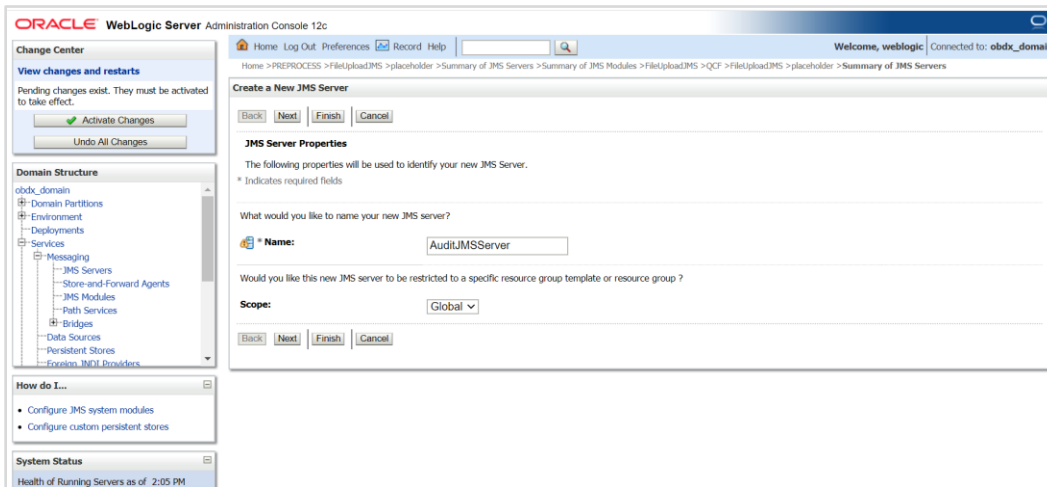 ORACLE WebLogic Server Administration Console 12c
Change Center
View changes and restarts
Pending changes exist. They must be activated
to take effect.
Activate Changes
Undo All Changes
Domain Structure
obdx_domain
Domain Partitions
Environment
Deployments
Services
Messaging
JMS Servers
Store-and-Forward Agents
JMS Modules
Path Services
Bridges
Data Sources
Persistent Stores
Foreign JNDI Providers
How do I...
Configure JMS system modules
Configure custom persistent stores
System Status
Health of Running Servers as of 2:05 PM
Home Log Out Preferences Record Help
Welcome, weblogic Connected to: obdx_domai
Home >PREPROCESS >FileUploadJMS >placeholder >Summary of JMS Servers >Summary of JMS Modules >FileUploadJMS >QCF >FileUploadJMS >placeholder >Summary of JMS Servers
Create a New JMS Server
Back Next Finish Cancel
JMS Server Properties
The following properties will be used to identify your new JMS Server.
* Indicates required fields
What would you like to name your new JMS server?
* Name: AuditJMSServer
Would you like this new JMS server to be restricted to a specific resource group template or resource group ?
Scope: Global
Back Next Finish Cancel